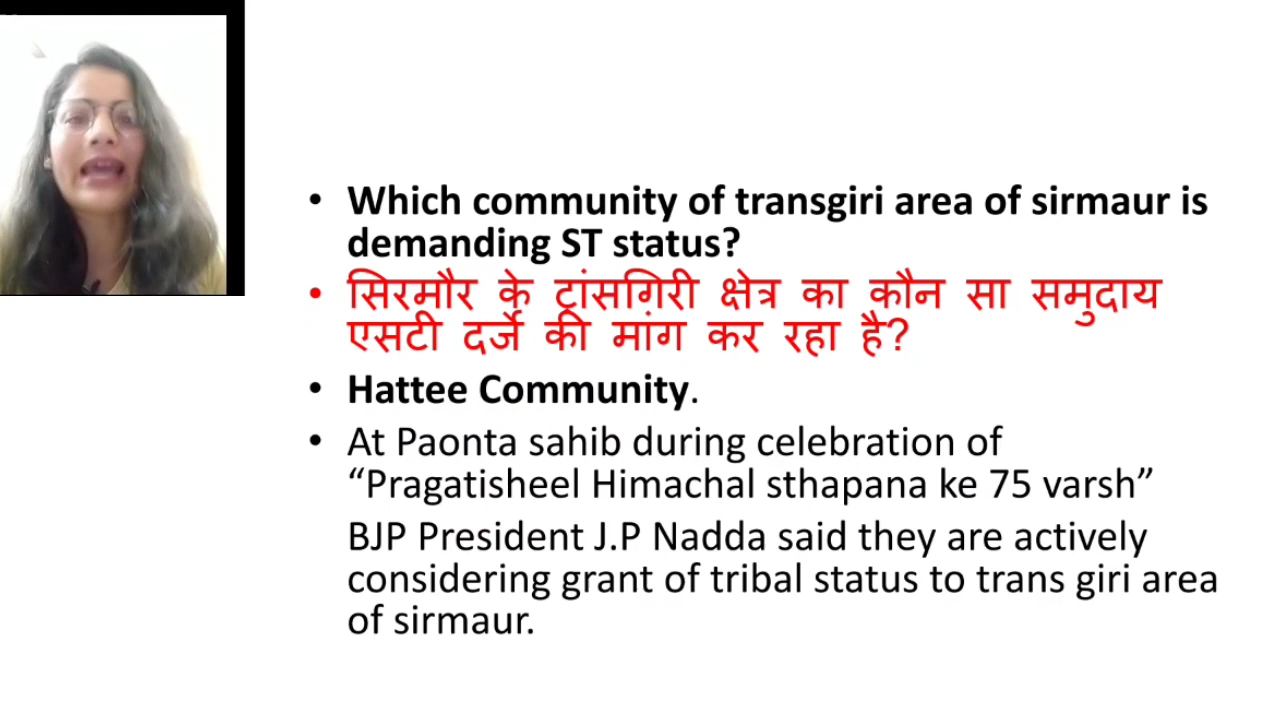 • Which community of transgiri area of sirmaur is
demanding ST status?
• सिरमौर के ट्रांसगिरी क्षेत्र का कौन सा समुदाय
एसटी दर्जे की मांग कर रहा है?
• Hattee Community.
• At Paonta sahib during celebration of
“Pragatisheel Himachal sthapana ke 75 varsh”
BJP President J.P Nadda said they are actively
considering grant of tribal status to trans giri area
of sirmaur.